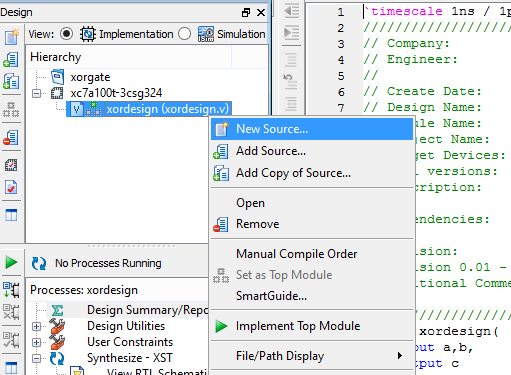 Design
View: Implementation Simulation
Hierarchy
xorgate
xc7a100t-3csg324
xordesign (xordesign.v)
New Source...
Add Source...
Add Copy of Source...
Open
Remove
Manual Compile Order
Set as Top Module
SmartGuide...
Implement Top Module
File/Path Display
No Processes Running
Processes: xordesign
Design Summary/Repo
Design Utilities
User Constraints
Synthesize - XST
View RTL Schemati
1 `timescale 1ns / 1p
2 ////////////////////
3 // Company:
4 // Engineer:
5 //
6 // Create Date:
7 // Design Name:
ule Name:
ject Name:
get Devices:
l versions:
cription:
endencies:
ision:
ision 0.01 -
itional Comme
////////////////////
xordesign(
put a,b,
tput c